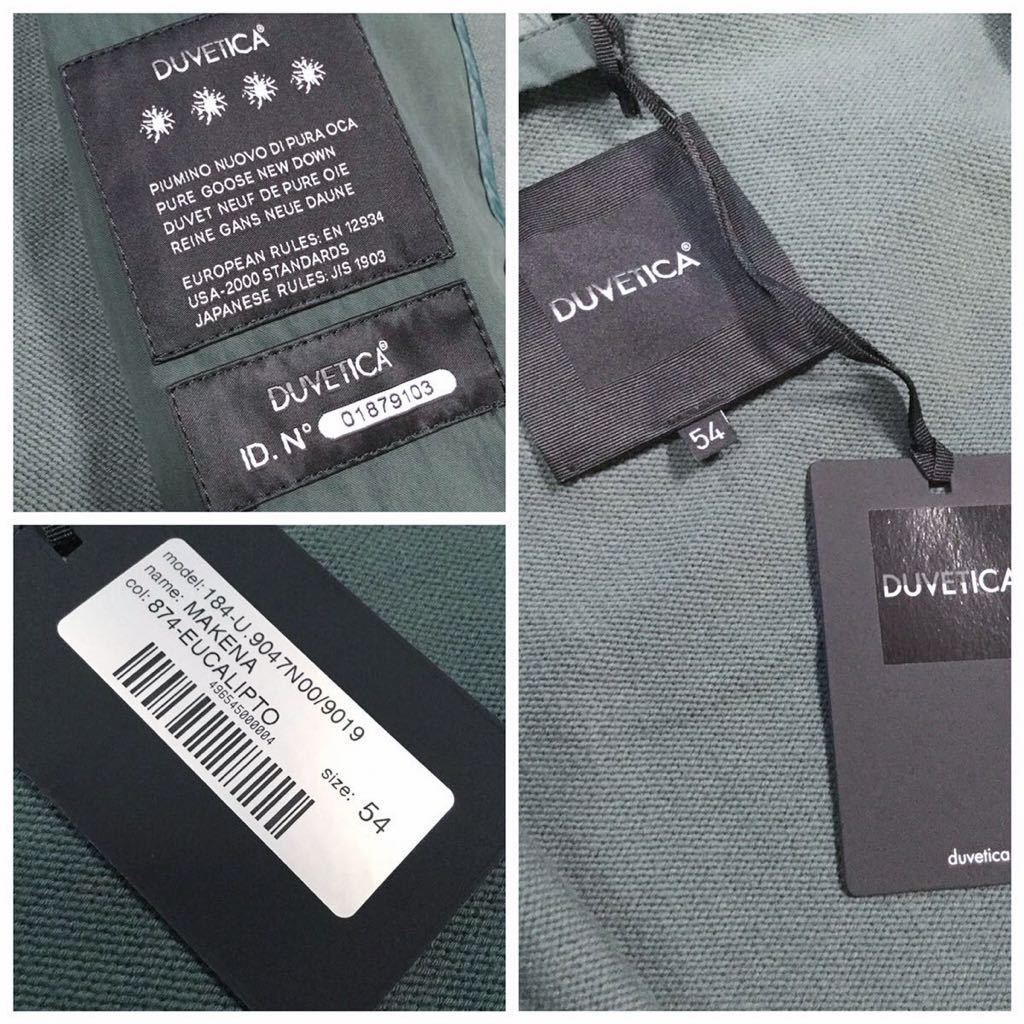 DUVETICA®
PIUMINO NUOVO DI PURA OCA
PURE GOOSE NEW DOWN
DUVET NEUF DE PURE OIE
REINE GANS NEUE DAUNE
EUROPEAN RULES: EN 12934
USA-2000 STANDARDS
JAPANESE RULES: JIS 1903
DUVETICA®
ID. N° 01879103
model: 184-U.9047N00/9019
name: MAKENA
col: 874-EUCALIPTO
496545000004
size: 54
DUVETICA®
54
DUVETICA
duvetica